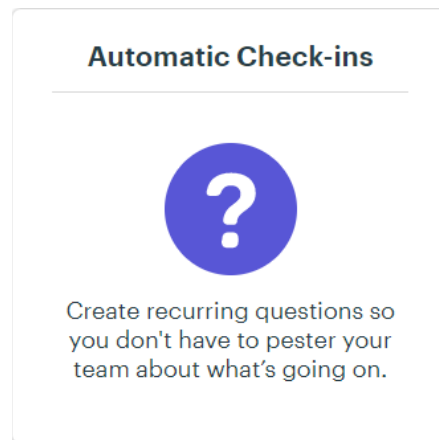 Automatic Check-ins
?
Create recurring questions so
you don't have to pester your
team about what’s going on.